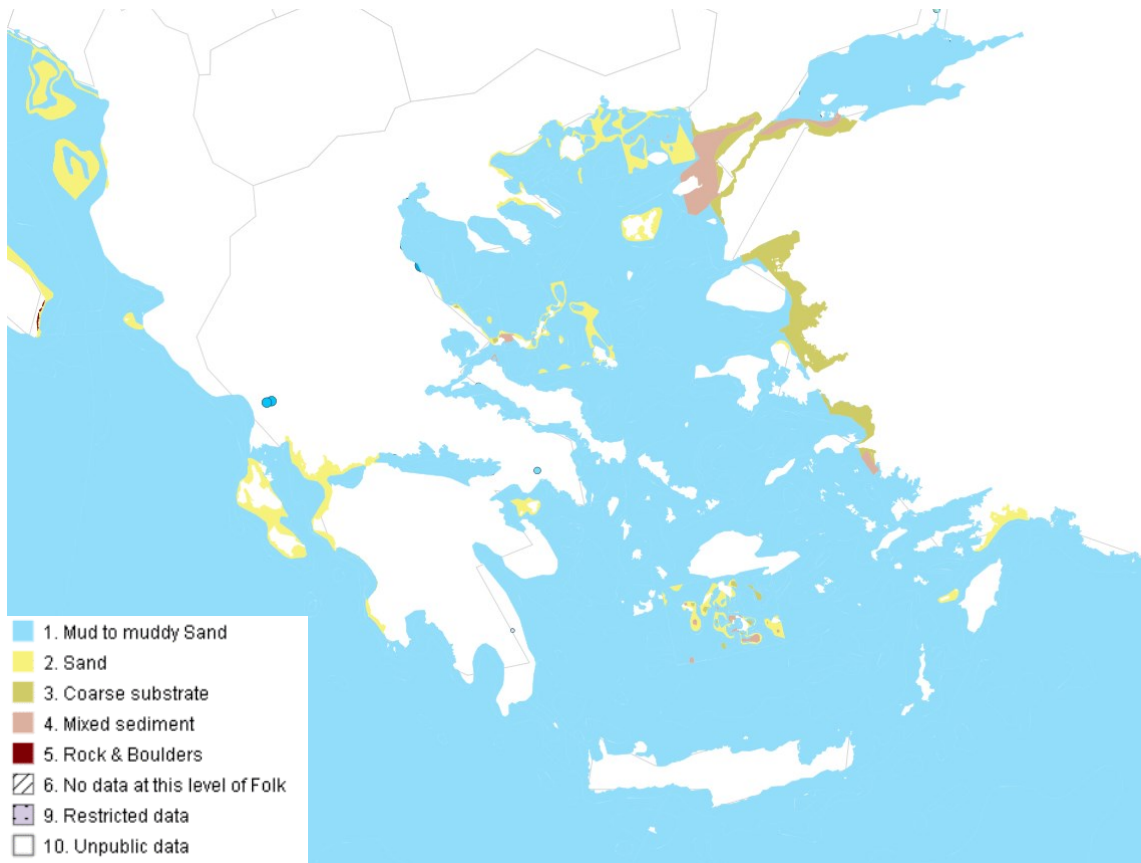 1. Mud to muddy Sand
2. Sand
3. Coarse substrate
4. Mixed sediment
5. Rock & Boulders
6. No data at this level of Folk
9. Restricted data
10. Unpublic data